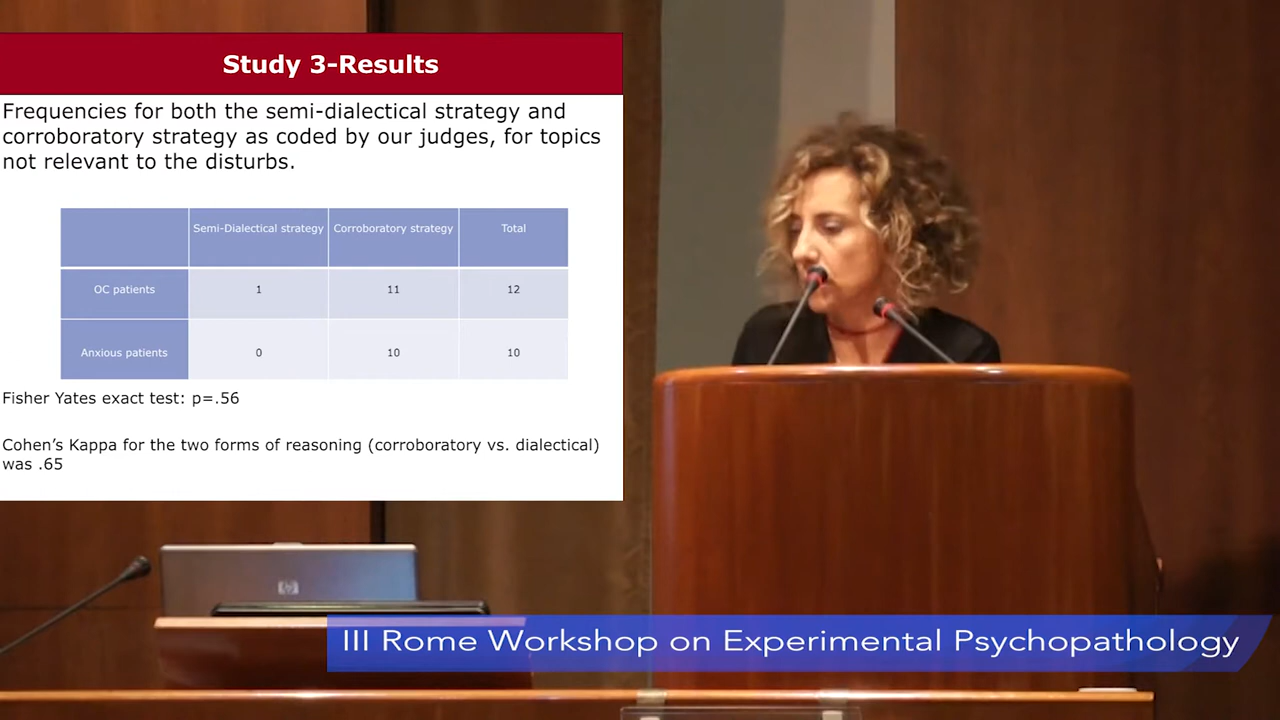 Study 3-Results
Frequencies for both the semi-dialectical strategy and
corroboratory strategy as coded by our judges, for topics
not relevant to the disturbs.
Semi-Dialectical strategy Corroboratory strategy Total
OC patients 1 11 12
Anxious patients 0 10 10
Fisher Yates exact test: p=.56
Cohen’s Kappa for the two forms of reasoning (corroboratory vs. dialectical)
was .65
hp
III Rome Workshop on Experimental Psychopathology